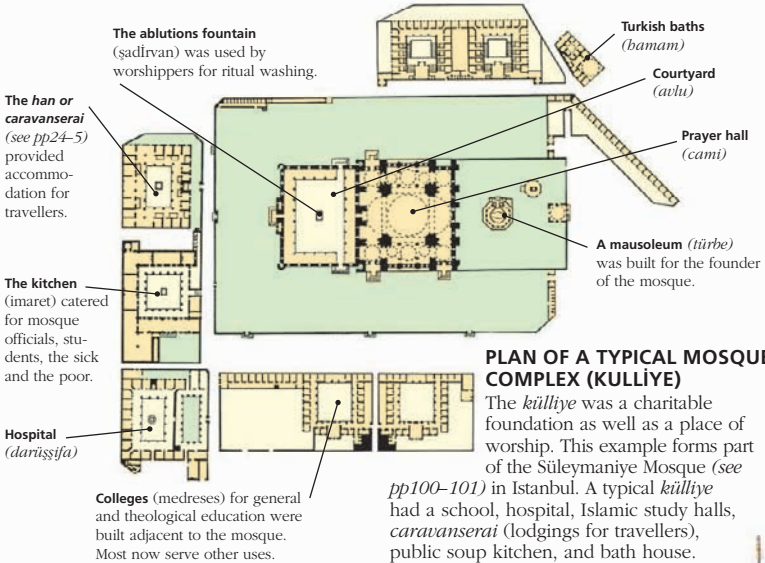 The ablutions fountain
(şadİrvan) was used by
worshippers for ritual washing.
Turkish baths
(hamam)
Courtyard
(avlu)
Prayer hall
(cami)
The han or
caravanserai
(see pp24–5)
provided
accommo-
dation for
travellers.
A mausoleum (türbe)
was built for the founder
of the mosque.
The kitchen
(imaret) catered
for mosque
officials, stu-
dents, the sick
and the poor.
Hospital
(darüşşifa)
Colleges (medreses) for general
and theological education were
built adjacent to the mosque.
Most now serve other uses.
PLAN OF A TYPICAL MOSQUE
COMPLEX (KULLİYE)
The külliye was a charitable
foundation as well as a place of
worship. This example forms part
of the Süleymaniye Mosque (see
pp100–101) in Istanbul. A typical külliye
had a school, hospital, Islamic study halls,
caravanserai (lodgings for travellers),
public soup kitchen, and bath house.